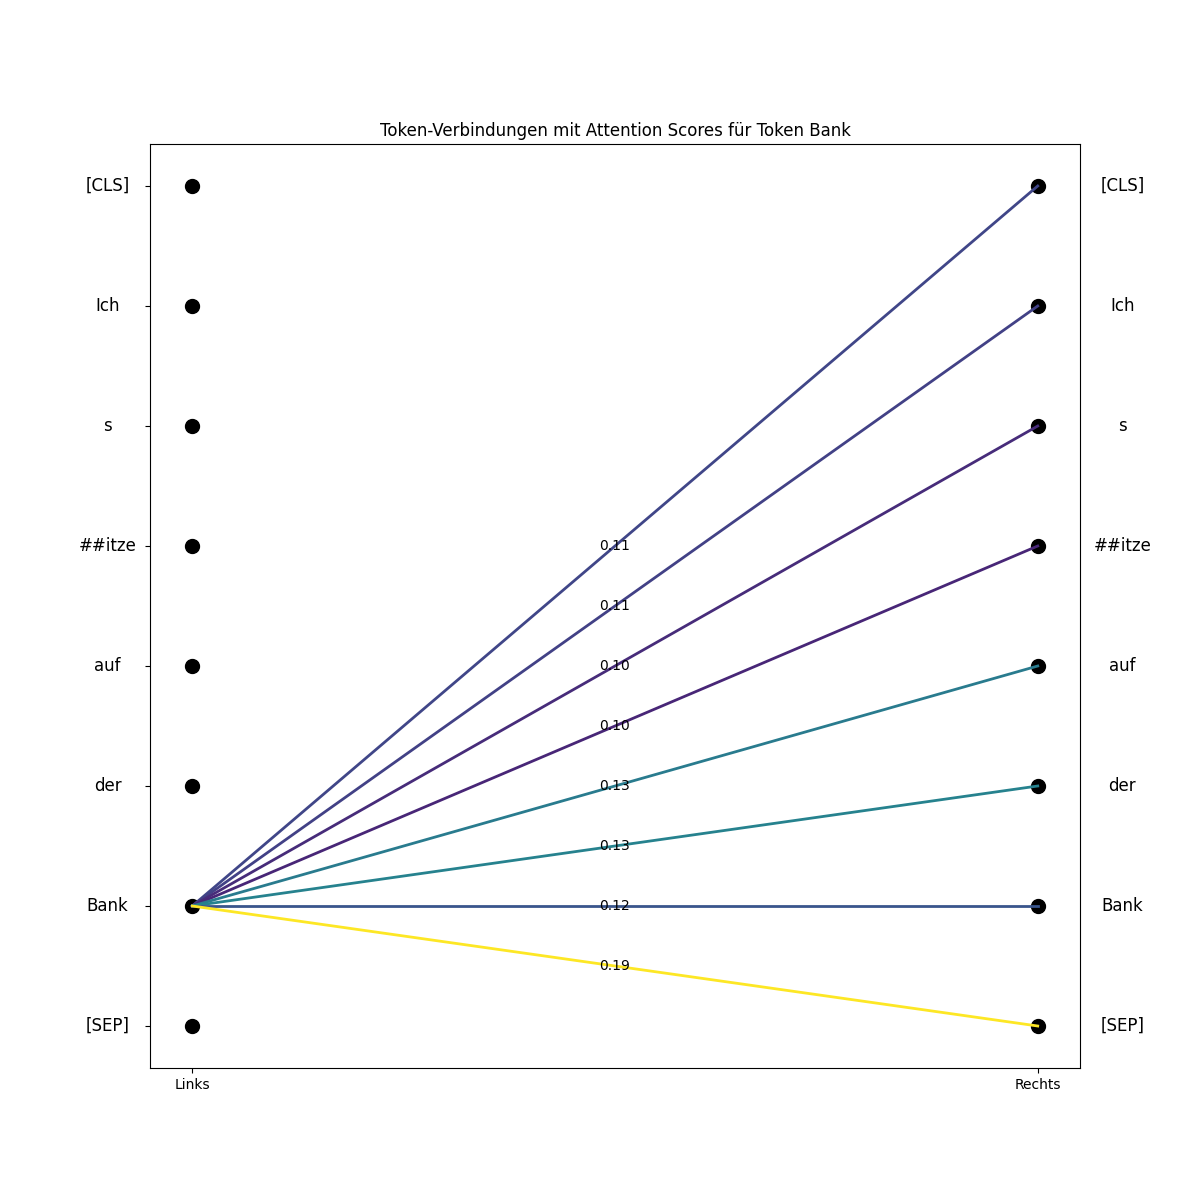 Token-Verbindungen mit Attention Scores für Token Bank
[CLS] [CLS]
Ich Ich
s s
##itze 0.11 ##itze
0.11
auf 0.10 auf
0.10
der 0.13 der
0.13
Bank 0.12 Bank
0.19
[SEP] [SEP]
Links Rechts